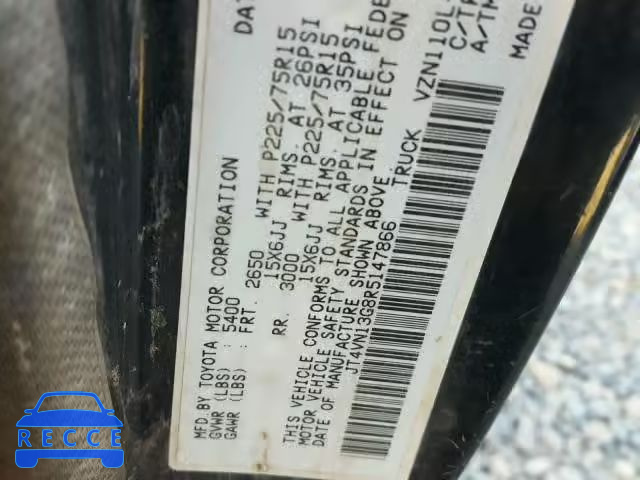 MFD.BY TOYOTA MOTOR CORPORATION DAT
GVWR (LBS) : 5400
GAWR (LBS) : FRT. 2650 WITH P225/75R15
15X6JJ RIMS. AT 26PSI
RR. 3000 WITH P225/75R15
15X6JJ RIMS, AT 35PSI
THIS VEHICLE CONFORMS TO ALL APPLICABLE FEDE
MOTOR VEHICLE SAFETY STANDARDS IN EFFECT
DATE OF MANUFACTURE SHOWN ABOVE
JT4VN13G8R5147866 TRUCK
VZN110L-
C/TR
A/TM
MADE
RECCE